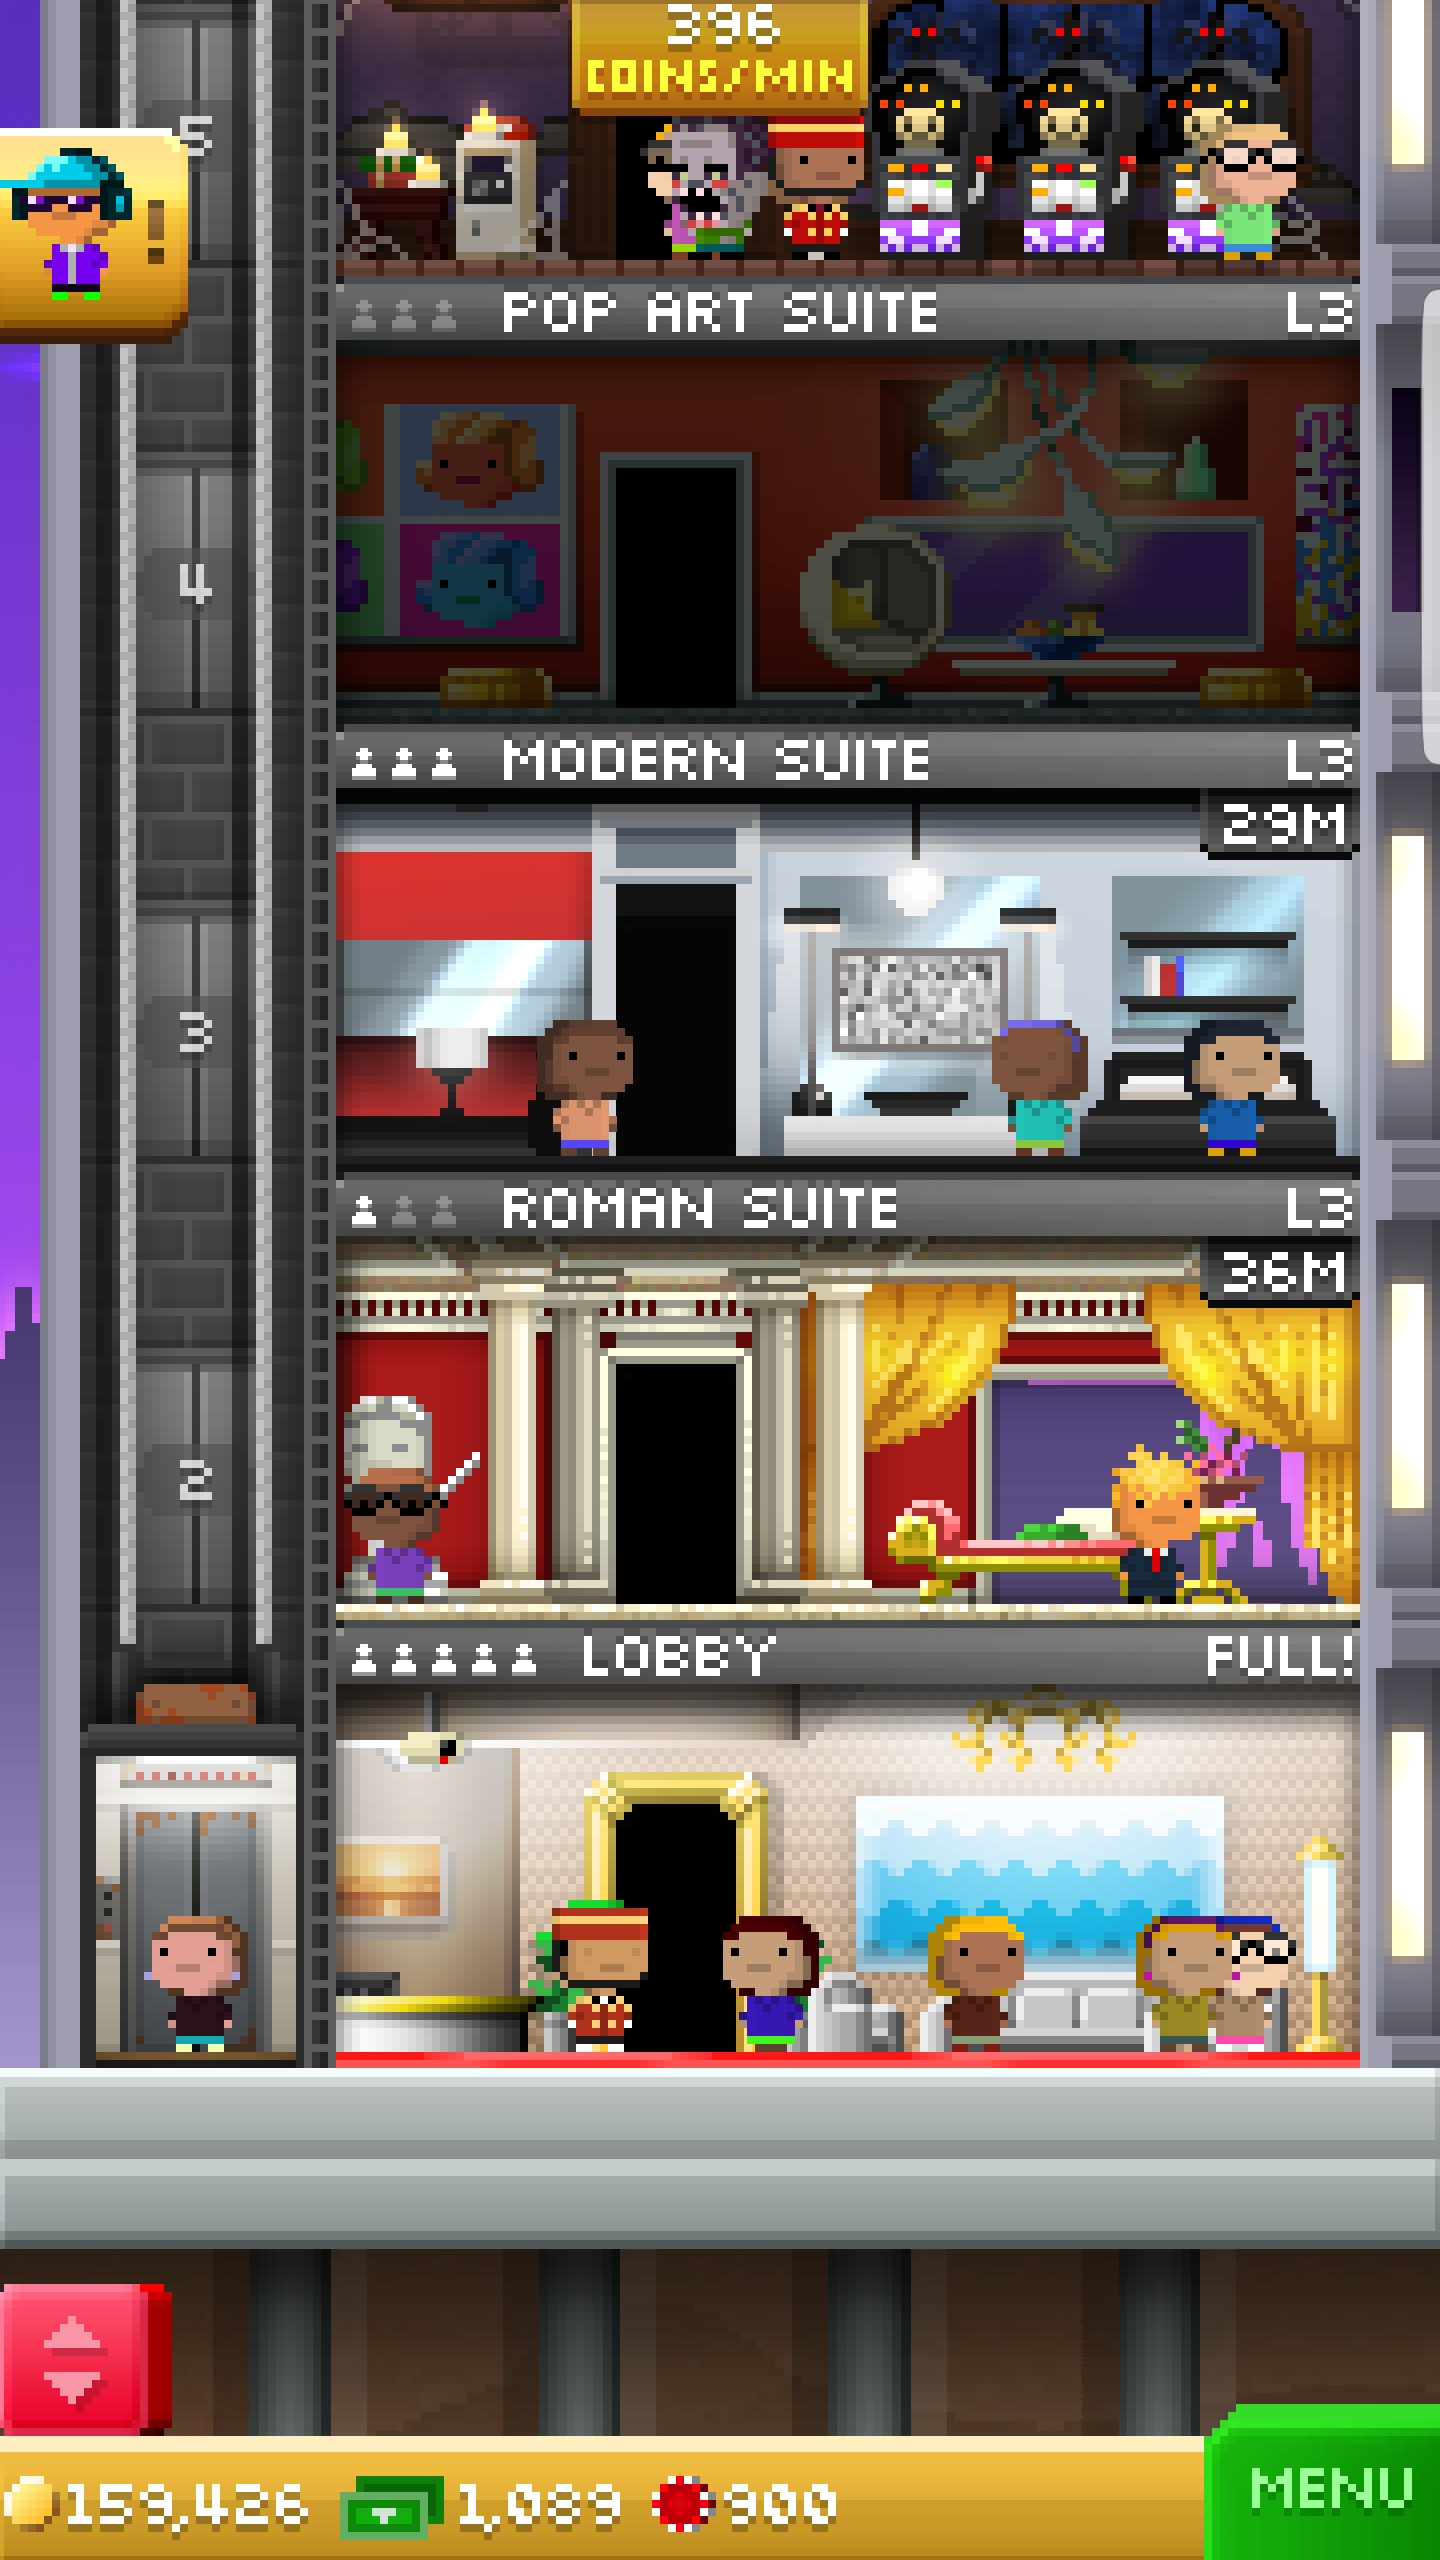 396
COINS/MIN
5
!
POP ART SUITE L3
4
MODERN SUITE L3
29M
3
ROMAN SUITE L3
36M
2
LOBBY FULL!
159,426 1,089 900
MENU